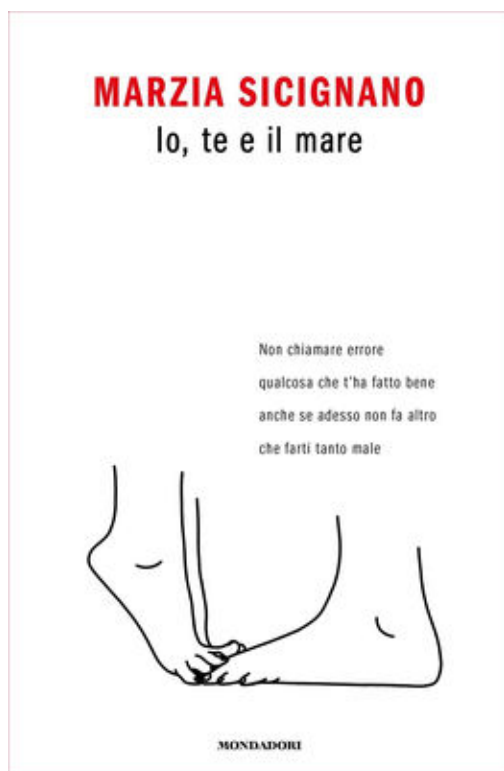 MARZIA SICIGNANO
Io, te e il mare
Non chiamare errore
qualcosa che t'ha fatto bene
anche se adesso non fa altro
che farti tanto male
MONDADORI